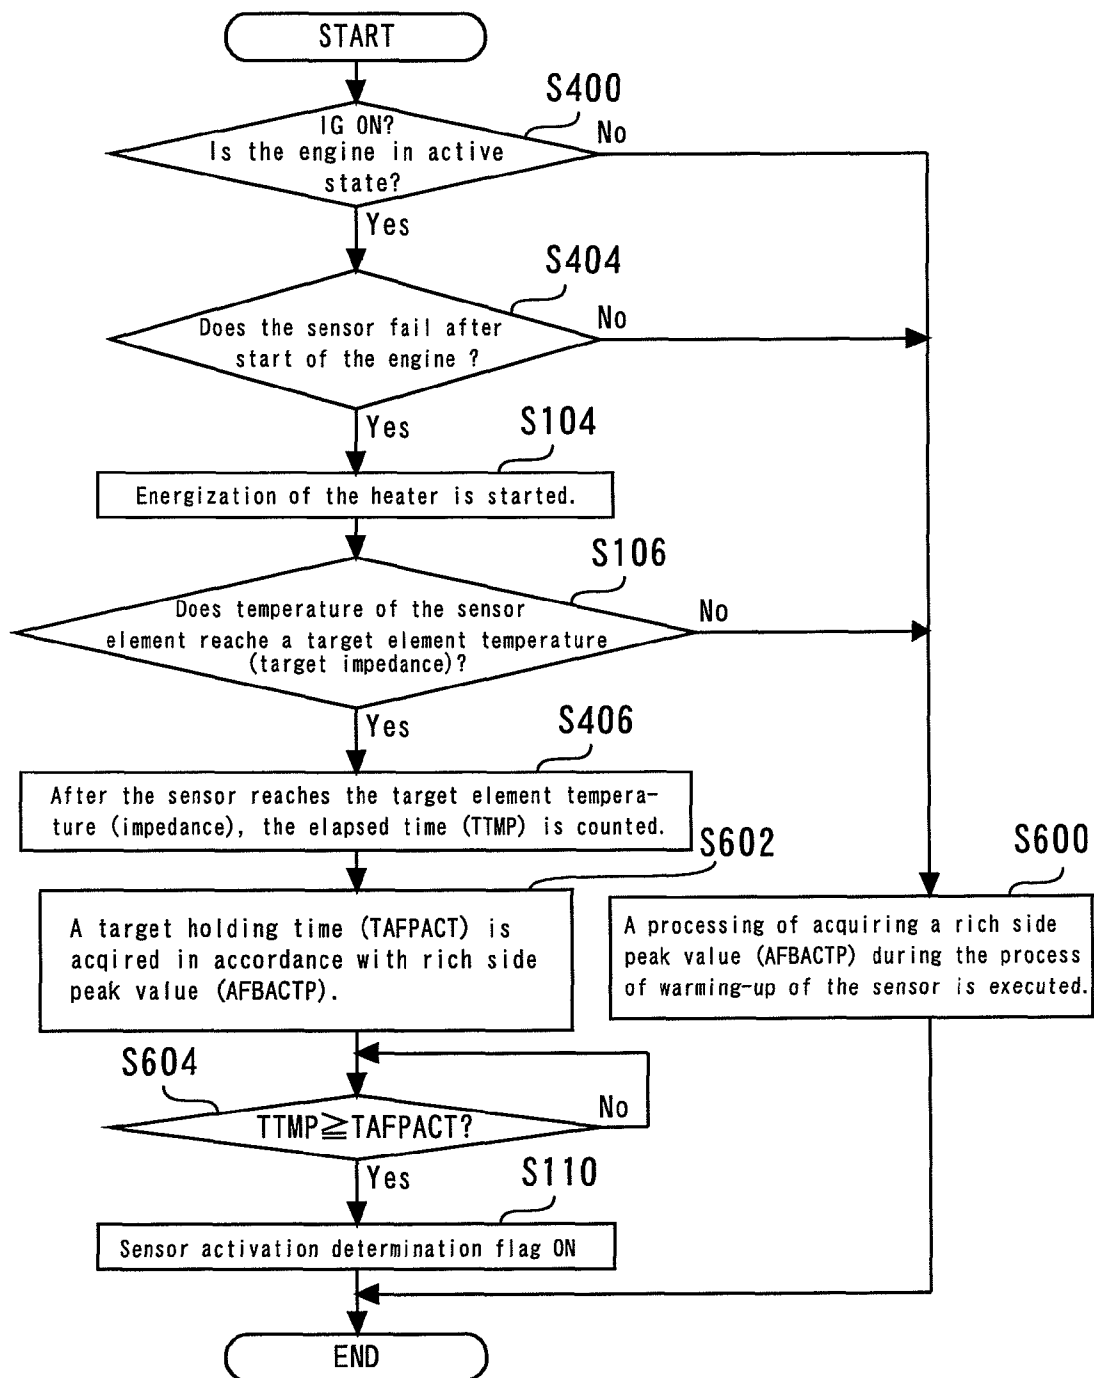 START
S400
IG ON?
Is the engine in active
state?
No
Yes
S404
Does the sensor fail after
start of the engine ?
No
Yes
S104
Energization of the heater is started.
S106
Does temperature of the sensor
element reache a target element temperature
(target impedance)?
No
Yes
S406
After the sensor reaches the target element tempera-
ture (impedance), the elapsed time (TTMP) is counted.
S602
A target holding time (TAFPACT) is
acqired in accordance with rich side
peak value (AFBACTP).
S600
A processing of acquiring a rich side
peak value (AFBACTP) during the process
of warming-up of the sensor is executed.
S604
TTMP≧TAFPACT?
No
Yes
S110
Sensor activation determination flag ON
END